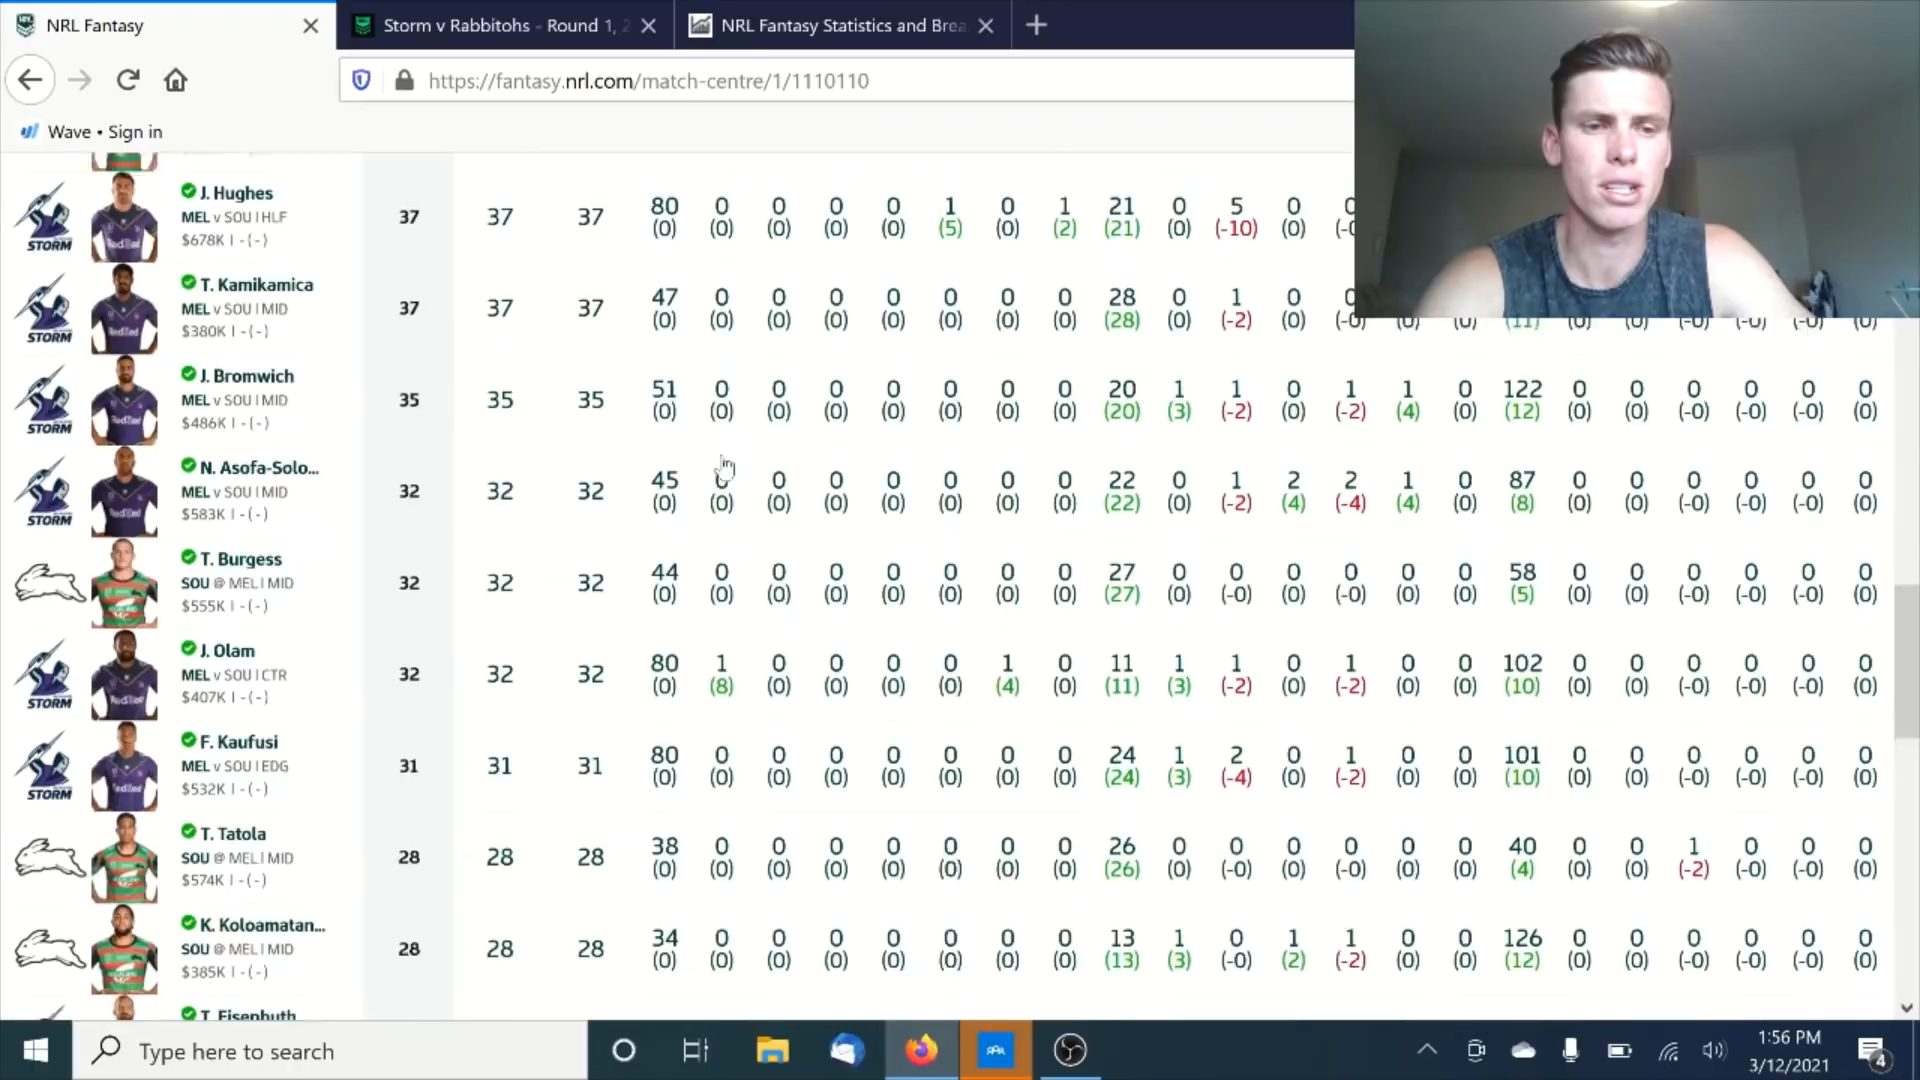 NRL Fantasy
Storm v Rabbitohs - Round 1, 2
NRL Fantasy Statistics and Brea
https://fantasy.nrl.com/match-centre/1/1110110
Wave • Sign in
STORM J. Hughes MEL v SOU | HLF $678K | - ( - )
37 37 37 80 0 0 0 0 1 0 1 21 0 5 0
(0) (0) (0) (0) (0) (5) (0) (2) (21) (0) (-10) (0)
STORM T. Kamikamica MEL v SOU | MID $380K | - ( - )
37 37 37 47 0 0 0 0 0 0 0 28 0 1 0
(0) (0) (0) (0) (0) (0) (0) (0) (28) (0) (-2) (0) (-0) (0) (0) (11) (0) (0) (-0) (-0) (-0) (0)
STORM J. Bromwich MEL v SOU | MID $486K | - ( - )
35 35 35 51 0 0 0 0 0 0 0 20 1 1 0 1 1 0 122 0 0 0 0 0 0
(0) (0) (0) (0) (0) (0) (0) (0) (20) (3) (-2) (0) (-2) (4) (0) (12) (0) (0) (-0) (-0) (-0) (0)
STORM N. Asofa-Solo... MEL v SOU | MID $583K | - ( - )
32 32 32 45 0 0 0 0 0 0 0 22 0 1 2 2 1 0 87 0 0 0 0 0 0
(0) (0) (0) (0) (0) (0) (0) (0) (22) (0) (-2) (4) (-4) (4) (0) (8) (0) (0) (-0) (-0) (-0) (0)
T. Burgess SOU @ MEL | MID $555K | - ( - )
32 32 32 44 0 0 0 0 0 0 0 27 0 0 0 0 0 0 58 0 0 0 0 0 0
(0) (0) (0) (0) (0) (0) (0) (0) (27) (0) (-0) (0) (-0) (0) (0) (5) (0) (0) (-0) (-0) (-0) (0)
STORM J. Olam MEL v SOU | CTR $407K | - ( - )
32 32 32 80 1 0 0 0 0 1 0 11 1 1 0 1 0 0 102 0 0 0 0 0 0
(0) (8) (0) (0) (0) (0) (4) (0) (11) (3) (-2) (0) (-2) (0) (0) (10) (0) (0) (-0) (-0) (-0) (0)
STORM F. Kaufusi MEL v SOU | EDG $532K | - ( - )
31 31 31 80 0 0 0 0 0 0 0 24 1 2 0 1 0 0 101 0 0 0 0 0 0
(0) (0) (0) (0) (0) (0) (0) (0) (24) (3) (-4) (0) (-2) (0) (0) (10) (0) (0) (-0) (-0) (-0) (0)
T. Tatola SOU @ MEL | MID $574K | - ( - )
28 28 28 38 0 0 0 0 0 0 0 26 0 0 0 0 0 0 40 0 0 1 0 0 0
(0) (0) (0) (0) (0) (0) (0) (0) (26) (0) (-0) (0) (-0) (0) (0) (4) (0) (0) (-2) (-0) (-0) (0)
K. Koloamatan... SOU @ MEL | MID $385K | - ( - )
28 28 28 34 0 0 0 0 0 0 0 13 1 0 1 1 0 0 126 0 0 0 0 0 0
(0) (0) (0) (0) (0) (0) (0) (0) (13) (3) (-0) (2) (-2) (0) (0) (12) (0) (0) (-0) (-0) (-0) (0)
T. Eisenhuth
Type here to search
1:56 PM
3/12/2021
4